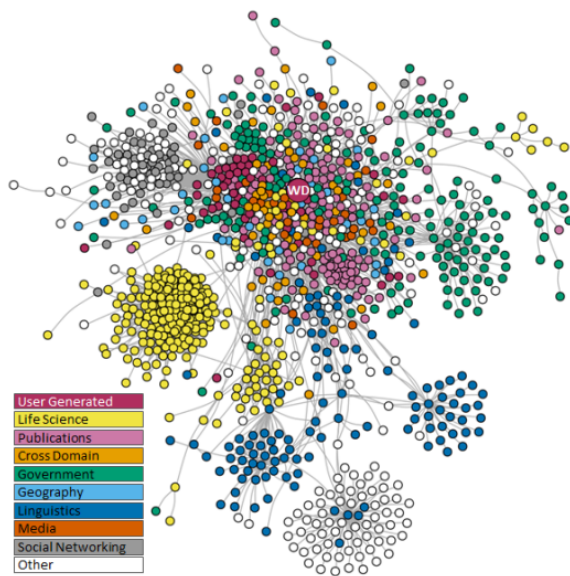 WD
User Generated
Life Science
Publications
Cross Domain
Government
Geography
Linguistics
Media
Social Networking
Other